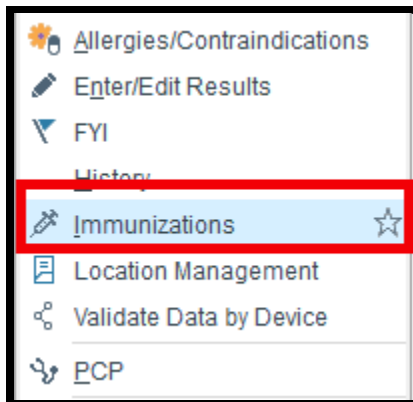 Allergies/Contraindications
Enter/Edit Results
FYI
History
Immunizations
Location Management
Validate Data by Device
PCP